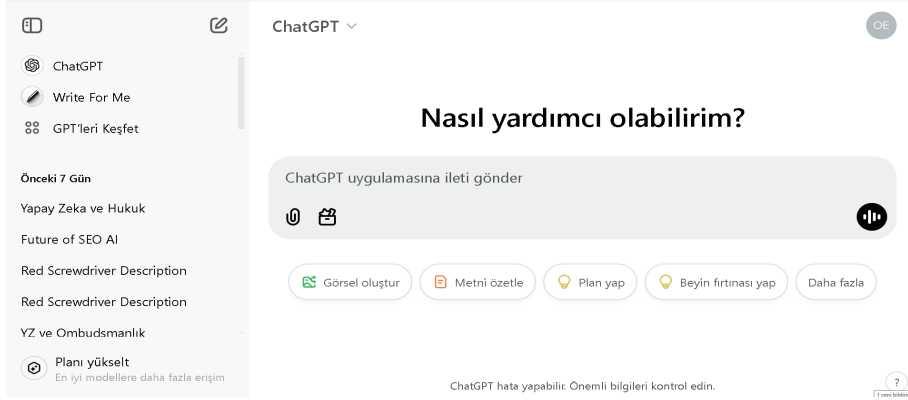 ChatGPT
Write For Me
GPT'leri Keşfet
Önceki 7 Gün
Yapay Zeka ve Hukuk
Future of SEO AI
Red Screwdriver Description
Red Screwdriver Description
YZ ve Ombudsmanlık
Planı yükselt
En iyi modellere daha fazla erişim
ChatGPT
OE
Nasıl yardımcı olabilirim?
ChatGPT uygulamasına ileti gönder
Görsel oluştur
Metni özetle
Plan yap
Beyin fırtınası yap
Daha fazla
ChatGPT hata yapabilir. Önemli bilgileri kontrol edin.
?
1 yeni bildiri